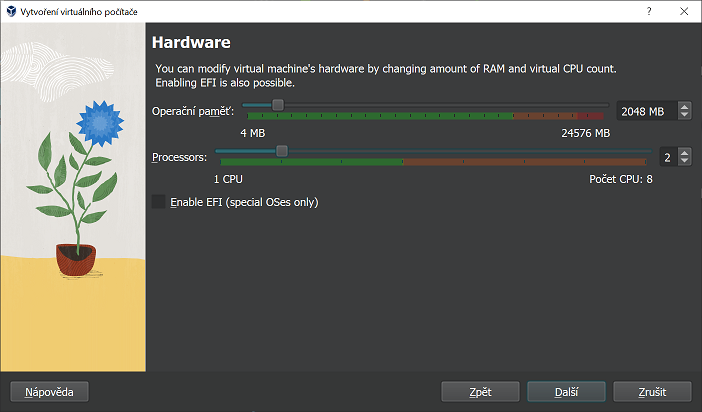 Vytvoření virtuálního počítače
Hardware
You can modify virtual machine's hardware by changing amount of RAM and virtual CPU count.
Enabling EFI is also possible.
Operační paměť: 2048 MB
4 MB 24576 MB
Processors: 2
1 CPU Počet CPU: 8
Enable EFI (special OSes only)
Nápověda Zpět Další Zrušit